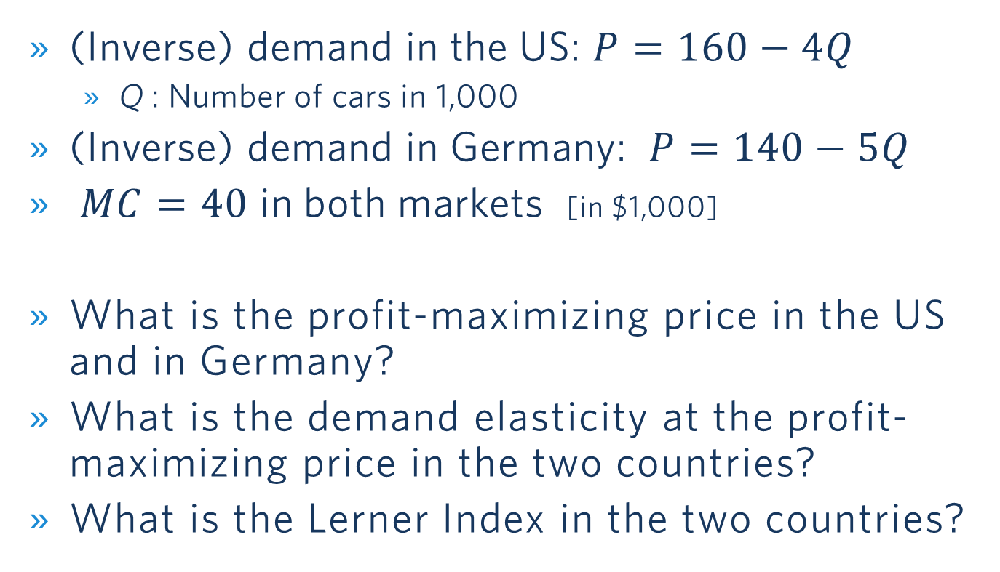 » (Inverse) demand in the US: P = 160 − 4Q
» Q : Number of cars in 1,000
» (Inverse) demand in Germany: P = 140 − 5Q
» MC = 40 in both markets [in $1,000]
» What is the profit-maximizing price in the US
and in Germany?
» What is the demand elasticity at the profit-
maximizing price in the two countries?
» What is the Lerner Index in the two countries?